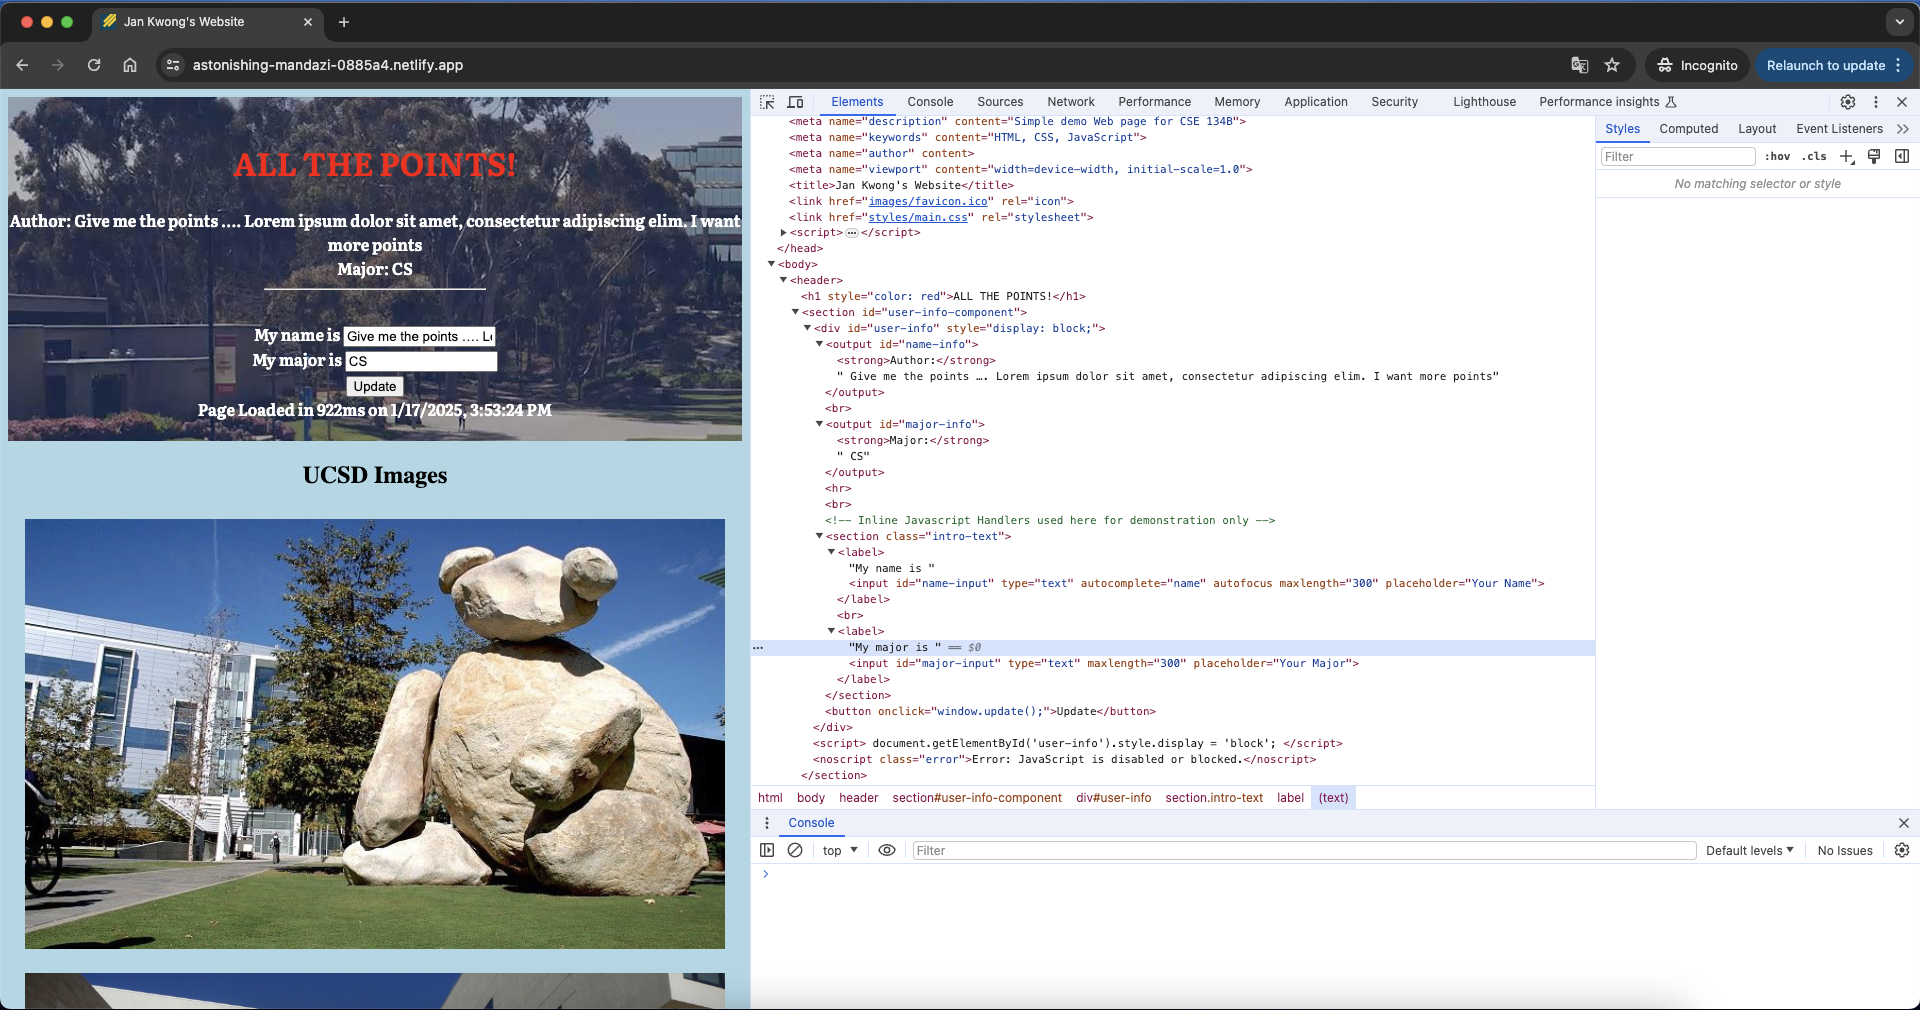 Jan Kwong's Website
astonishing-mandazi-0885a4.netlify.app
Incognito
Relaunch to update
ALL THE POINTS!
Author: Give me the points .... Lorem ipsum dolor sit amet, consectetur adipiscing elim. I want
more points
Major: CS
My name is Give me the points .... L
My major is CS
Update
Page Loaded in 922ms on 1/17/2025, 3:53:24 PM
UCSD Images
Elements Console Sources Network Performance Memory Application Security Lighthouse Performance insights
<meta name="description" content="Simple demo Web page for CSE 134B">
<meta name="keywords" content="HTML, CSS, JavaScript">
<meta name="author" content>
<meta name="viewport" content="width=device-width, initial-scale=1.0">
<title>Jan Kwong's Website</title>
<link href="images/favicon.ico" rel="icon">
<link href="styles/main.css" rel="stylesheet">
<script>…</script>
</head>
<body>
<header>
<h1 style="color: red">ALL THE POINTS!</h1>
<section id="user-info-component">
<div id="user-info" style="display: block;">
<output id="name-info">
<strong>Author:</strong>
" Give me the points …. Lorem ipsum dolor sit amet, consectetur adipiscing elim. I want more points"
</output>
<br>
<output id="major-info">
<strong>Major:</strong>
" CS"
</output>
<hr>
<br>
<!-- Inline Javascript Handlers used here for demonstration only -->
<section class="intro-text">
<label>
"My name is "
<input id="name-input" type="text" autocomplete="name" autofocus maxlength="300" placeholder="Your Name">
</label>
<br>
<label>
"My major is " == $0
<input id="major-input" type="text" maxlength="300" placeholder="Your Major">
</label>
</section>
<button onclick="window.update();">Update</button>
</div>
<script> document.getElementById('user-info').style.display = 'block'; </script>
<noscript class="error">Error: JavaScript is disabled or blocked.</noscript>
</section>
html body header section#user-info-component div#user-info section.intro-text label (text)
Styles Computed Layout Event Listeners
Filter :hov .cls
No matching selector or style
Console
top Filter Default levels No Issues